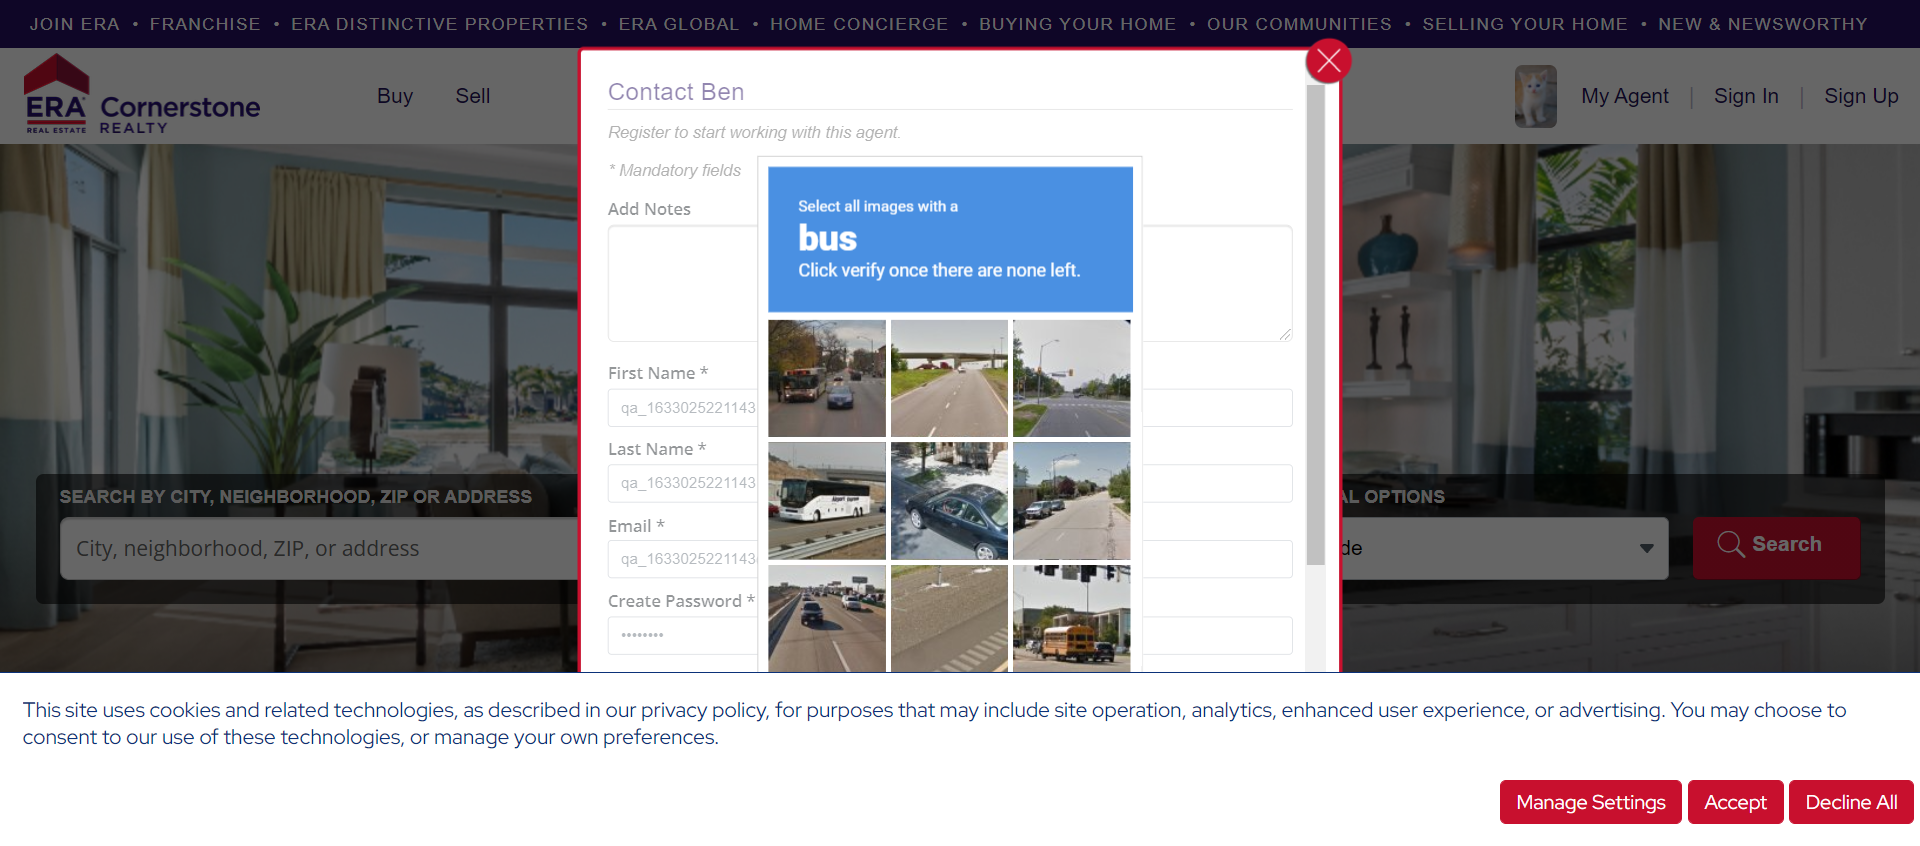 JOIN ERA • FRANCHISE • ERA DISTINCTIVE PROPERTIES • ERA GLOBAL • HOME CONCIERGE • BUYING YOUR HOME • OUR COMMUNITIES • SELLING YOUR HOME • NEW & NEWSWORTHY
ERA
REAL ESTATE
Cornerstone
REALTY
Buy
Sell
My Agent | Sign In | Sign Up
Contact Ben
Register to start working with this agent.
* Mandatory fields
Add Notes
Select all images with a
bus
Click verify once there are none left.
First Name *
qa_1633025221143
Last Name *
qa_1633025221143
Email *
qa_1633025221143
Create Password *
••••••••
SEARCH BY CITY, NEIGHBORHOOD, ZIP OR ADDRESS
City, neighborhood, ZIP, or address
OPTIONS
Search
This site uses cookies and related technologies, as described in our privacy policy, for purposes that may include site operation, analytics, enhanced user experience, or advertising. You may choose to
consent to our use of these technologies, or manage your own preferences.
Manage Settings
Accept
Decline All